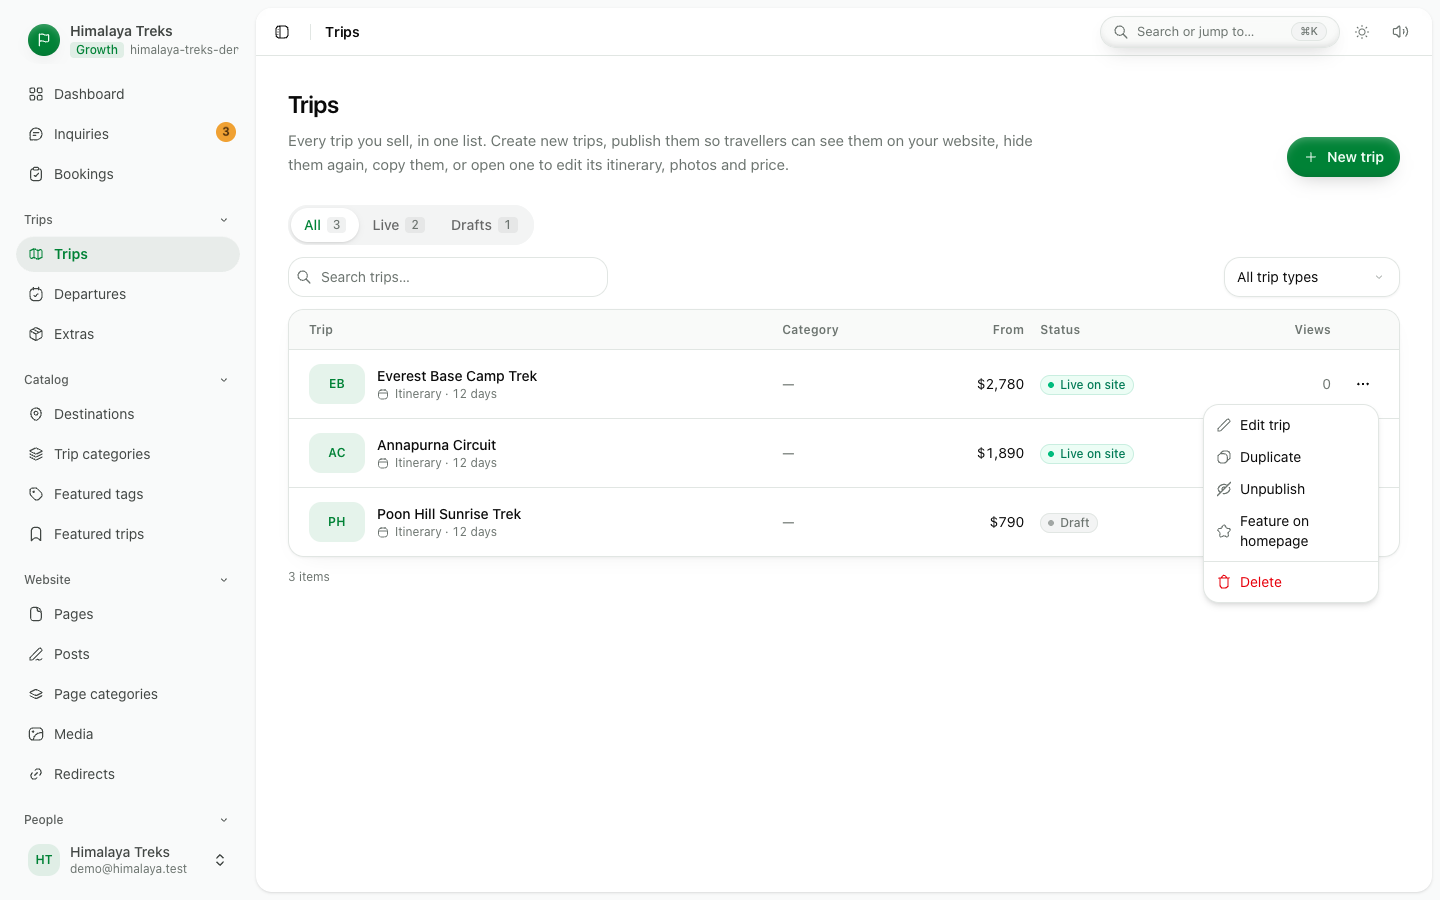 Himalaya Treks
Growth himalaya-treks-der
Dashboard
Inquiries 3
Bookings
Trips
Trips
Departures
Extras
Catalog
Destinations
Trip categories
Featured tags
Featured trips
Website
Pages
Posts
Page categories
Media
Redirects
People
HT Himalaya Treks
demo@himalaya.test
Trips
Search or jump to... ⌘K
Trips
Every trip you sell, in one list. Create new trips, publish them so travellers can see them on your website, hide
them again, copy them, or open one to edit its itinerary, photos and price.
New trip
All 3 Live 2 Drafts 1
Search trips...
All trip types
Trip Category From Status Views
EB Everest Base Camp Trek — $2,780 Live on site 0
Itinerary · 12 days
AC Annapurna Circuit — $1,890 Live on site
Itinerary · 12 days
PH Poon Hill Sunrise Trek — $790 Draft
Itinerary · 12 days
3 items
Edit trip
Duplicate
Unpublish
Feature on
homepage
Delete